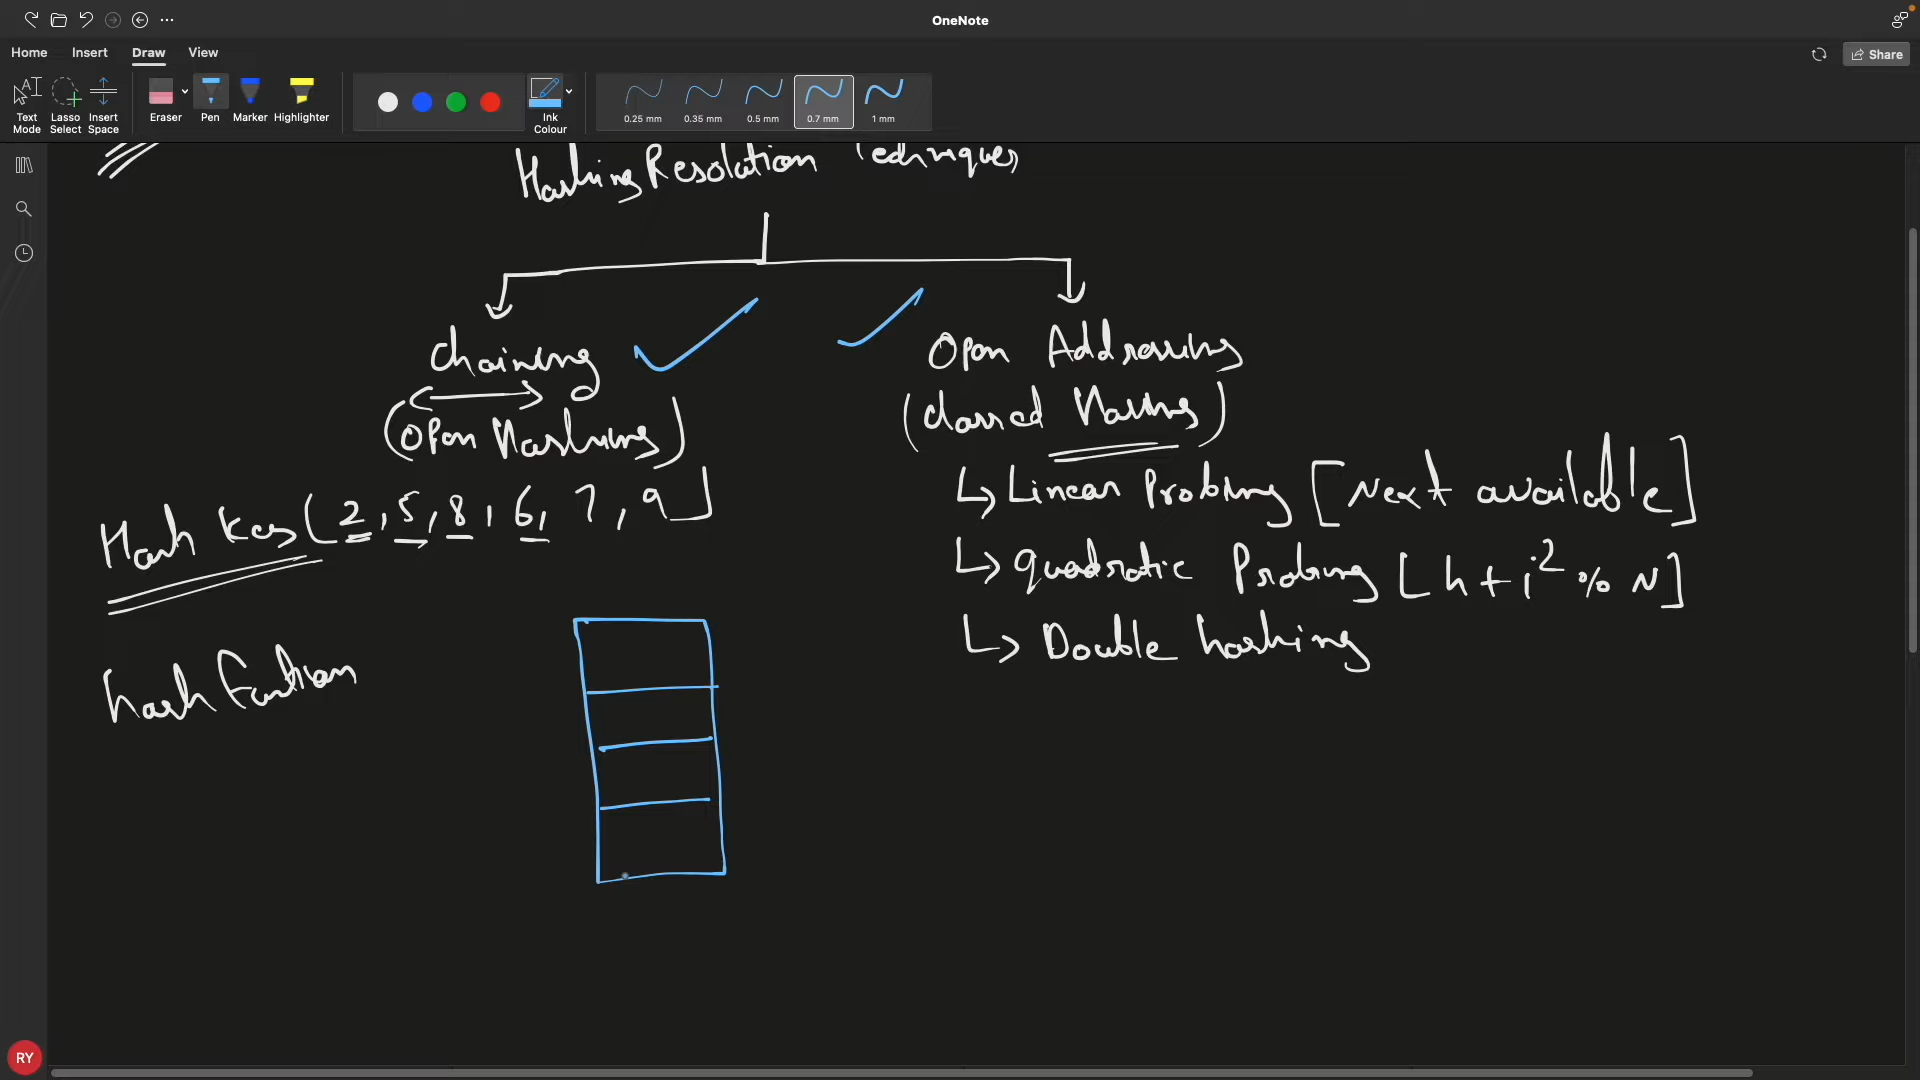 OneNote
Home Insert Draw View
Share
Text Mode
Lasso Select
Insert Space
Eraser
Pen
Marker
Highlighter
Ink Colour
0.25 mm
0.35 mm
0.5 mm
0.7 mm
1 mm
Hashing Resolution Techniques
Chaining
(Open Hashing)
Open Addressing
(Closed Hashing)
↳ Linear Probing [Next available]
↳ quadratic Probing [h + i² % N]
↳ Double hashing
Hash Keys (2, 5, 8, 6, 7, 9]
hash Function
RY